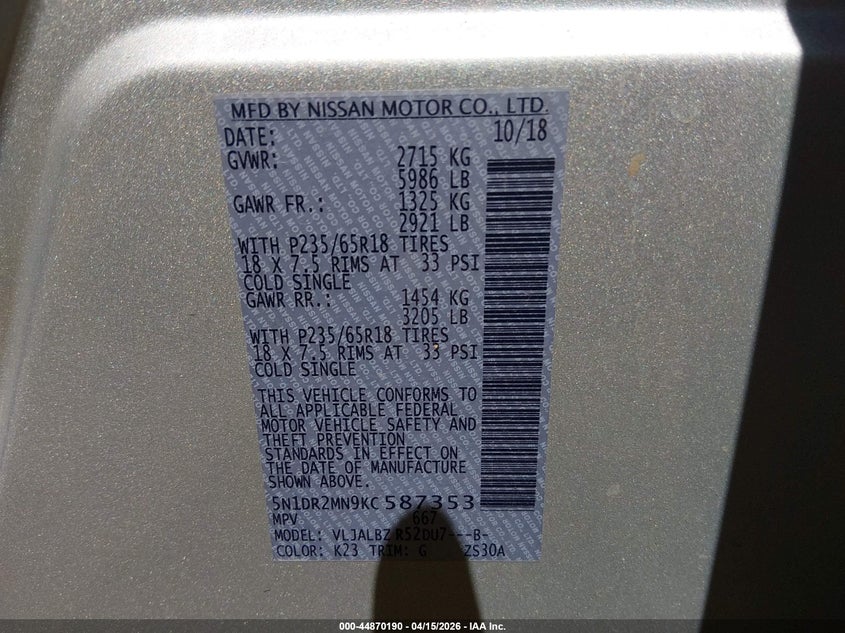 MFD BY NISSAN MOTOR CO., LTD.
DATE: 10/18
GVWR: 2715 KG
5986 LB
GAWR FR.: 1325 KG
2921 LB
WITH P235/65R18 TIRES
18 X 7.5 RIMS AT 33 PSI
COLD SINGLE
GAWR RR.: 1454 KG
3205 LB
WITH P235/65R18 TIRES
18 X 7.5 RIMS AT 33 PSI
COLD SINGLE
THIS VEHICLE CONFORMS TO
ALL APPLICABLE FEDERAL
MOTOR VEHICLE SAFETY AND
THEFT PREVENTION
STANDARDS IN EFFECT ON
THE DATE OF MANUFACTURE
SHOWN ABOVE.
5N1DR2MN9KC 587353
MPV 667
MODEL: VLJALBZ R52DU7---B-
COLOR: K23 TRIM: G ZS30A
000-44870190 - 04/15/2026 - IAA Inc.